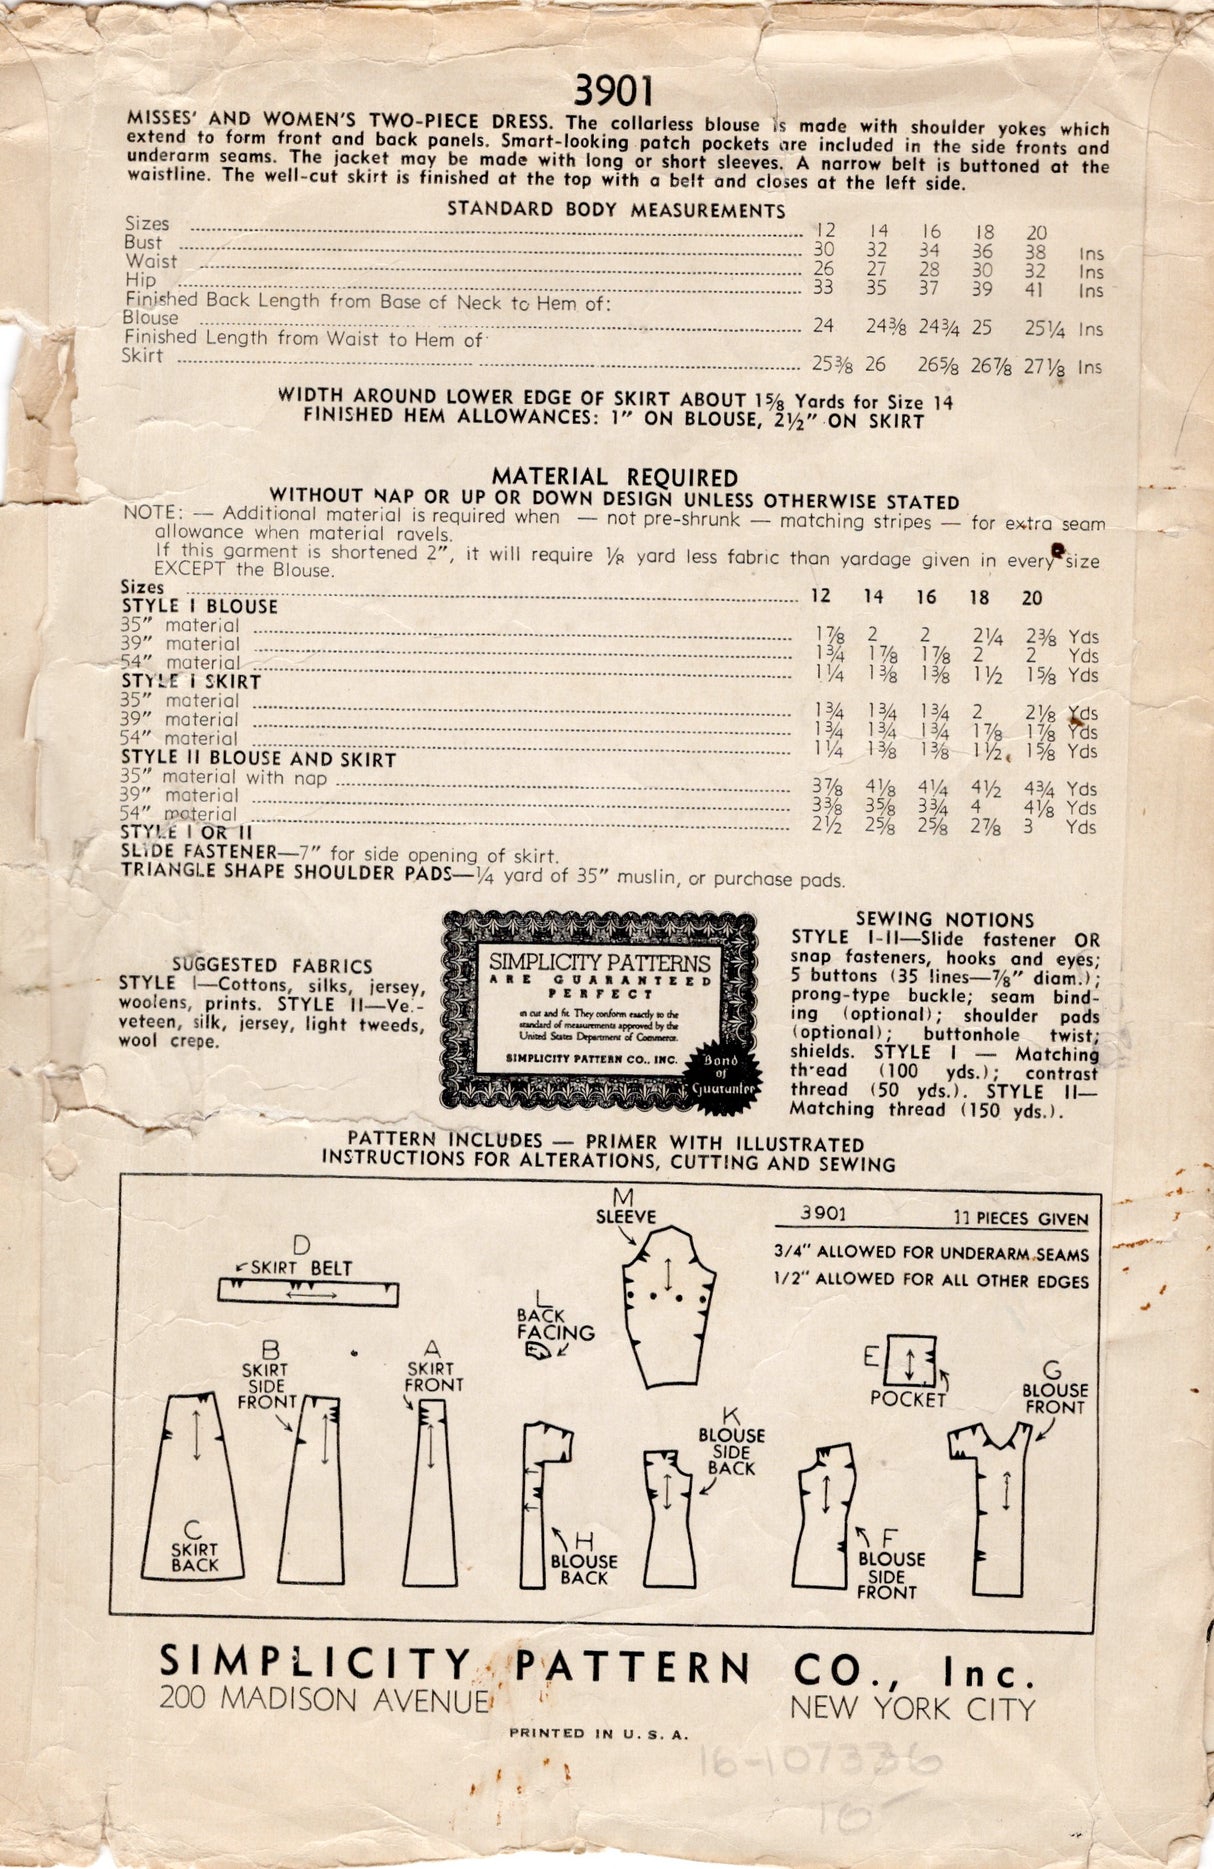 3901
MISSES' AND WOMEN'S TWO-PIECE DRESS. The collarless blouse is made with shoulder yokes which
extend to form front and back panels. Smart-looking patch pockets are included in the side fronts and
underarm seams. The jacket may be made with long or short sleeves. A narrow belt is buttoned at the
waistline. The well-cut skirt is finished at the top with a belt and closes at the left side.
STANDARD BODY MEASUREMENTS
Sizes 12 14 16 18 20
Bust 30 32 34 36 38 Ins
Waist 26 27 28 30 32 Ins
Hip 33 35 37 39 41 Ins
Finished Back Length from Base of Neck to Hem of:
Blouse 24 24⅜ 24¾ 25 25¼ Ins
Finished Length from Waist to Hem of
Skirt 25⅜ 26 26⅝ 26⅞ 27⅛ Ins
WIDTH AROUND LOWER EDGE OF SKIRT ABOUT 1⅝ Yards for Size 14
FINISHED HEM ALLOWANCES: 1" ON BLOUSE, 2½" ON SKIRT
MATERIAL REQUIRED
WITHOUT NAP OR UP OR DOWN DESIGN UNLESS OTHERWISE STATED
NOTE: — Additional material is required when — not pre-shrunk — matching stripes — for extra seam
allowance when material ravels.
If this garment is shortened 2", it will require ⅛ yard less fabric than yardage given in every size
EXCEPT the Blouse.
Sizes 12 14 16 18 20
STYLE I BLOUSE
35" material 1⅞ 2 2 2¼ 2⅜ Yds
39" material 1¾ 1⅞ 1⅞ 2 2 Yds
54" material 1¼ 1⅜ 1⅜ 1½ 1⅝ Yds
STYLE I SKIRT
35" material 1¾ 1¾ 1¾ 2 2⅛ Yds
39" material 1¾ 1¾ 1¾ 1⅞ 1⅞ Yds
54" material 1¼ 1⅜ 1⅜ 1½ 1⅝ Yds
STYLE II BLOUSE AND SKIRT
35" material with nap 3⅞ 4⅛ 4¼ 4½ 4¾ Yds
39" material 3⅜ 3⅝ 3¾ 4 4⅛ Yds
54" material 2½ 2⅝ 2⅝ 2⅞ 3 Yds
STYLE I OR II
SLIDE FASTENER—7" for side opening of skirt.
TRIANGLE SHAPE SHOULDER PADS—¼ yard of 35" muslin, or purchase pads.
SUGGESTED FABRICS
STYLE I—Cottons, silks, jersey,
woolens, prints. STYLE II—Ve.-
veteen, silk, jersey, light tweeds,
wool crepe.
SIMPLICITY PATTERNS
ARE GUARANTEED
PERFECT
in cut and fit. They conform exactly to the
standard of measurements approved by the
United States Department of Commerce.
SIMPLICITY PATTERN CO., INC.
Bond
of
Guarantee
SEWING NOTIONS
STYLE I-II—Slide fastener OR
snap fasteners, hooks and eyes;
5 buttons (35 lines—⅞" diam.);
prong-type buckle; seam bind-
ing (optional); shoulder pads
(optional); buttonhole twist;
shields. STYLE I — Matching
thread (100 yds.); contrast
thread (50 yds.). STYLE II—
Matching thread (150 yds.).
PATTERN INCLUDES — PRIMER WITH ILLUSTRATED
INSTRUCTIONS FOR ALTERATIONS, CUTTING AND SEWING
3901 11 PIECES GIVEN
3/4" ALLOWED FOR UNDERARM SEAMS
1/2" ALLOWED FOR ALL OTHER EDGES
M
SLEEVE
D
SKIRT BELT
L
BACK
FACING
B
SKIRT
SIDE
FRONT
A
SKIRT
FRONT
E
POCKET
G
BLOUSE
FRONT
K
BLOUSE
SIDE
BACK
C
SKIRT
BACK
H
BLOUSE
BACK
F
BLOUSE
SIDE
FRONT
SIMPLICITY PATTERN CO., Inc.
200 MADISON AVENUE NEW YORK CITY
PRINTED IN U. S. A.
16-107336